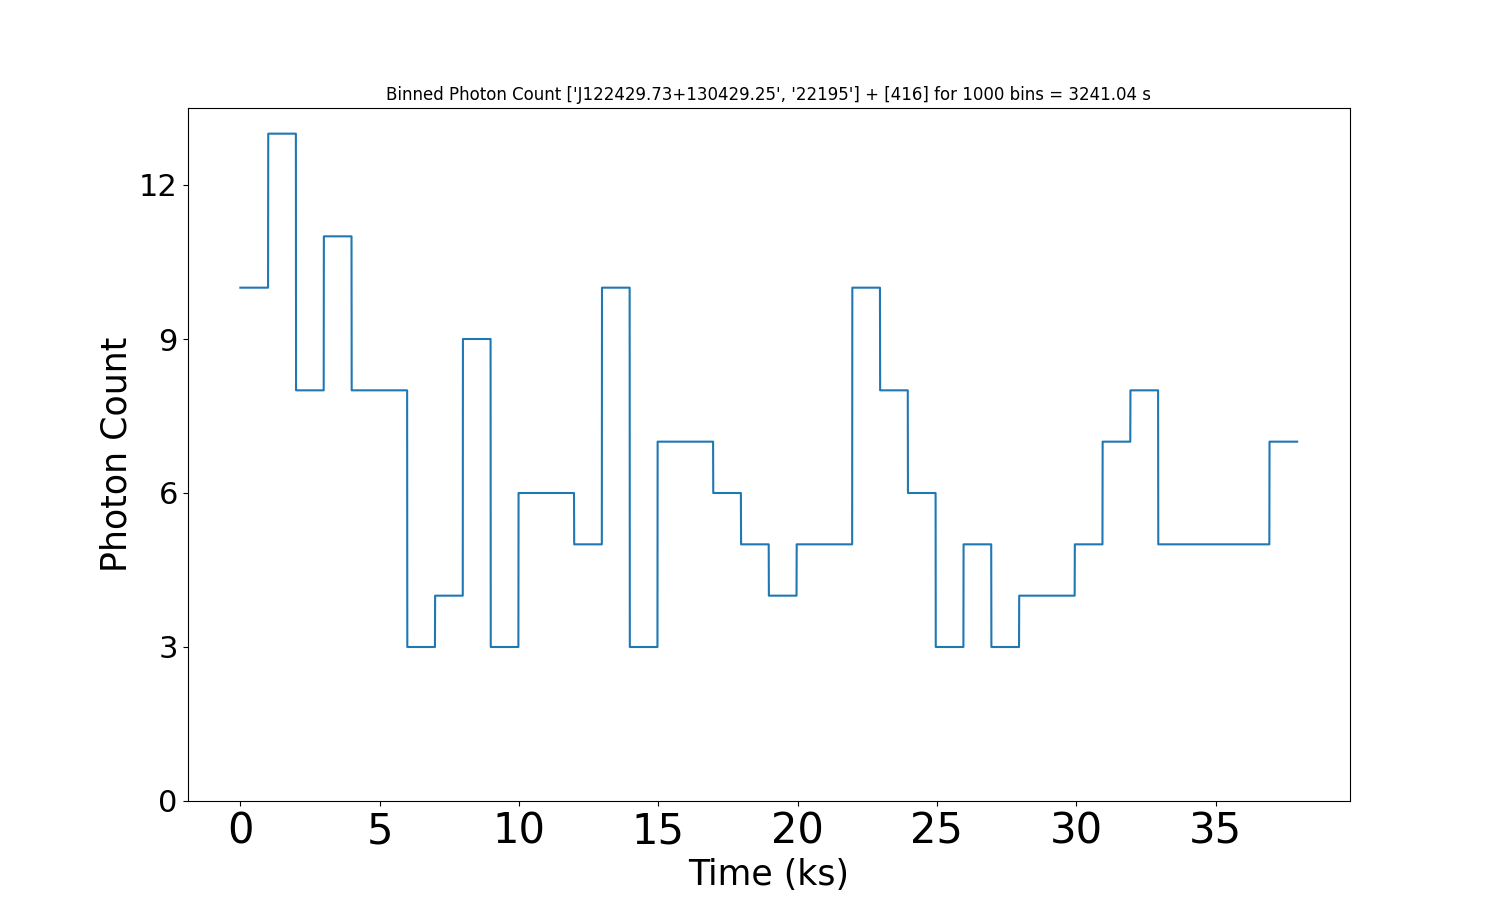 Binned Photon Count ['J122429.73+130429.25', '22195'] + [416] for 1000 bins = 3241.04 s
12
9
6
3
0
Photon Count
0 5 10 15 20 25 30 35
Time (ks)